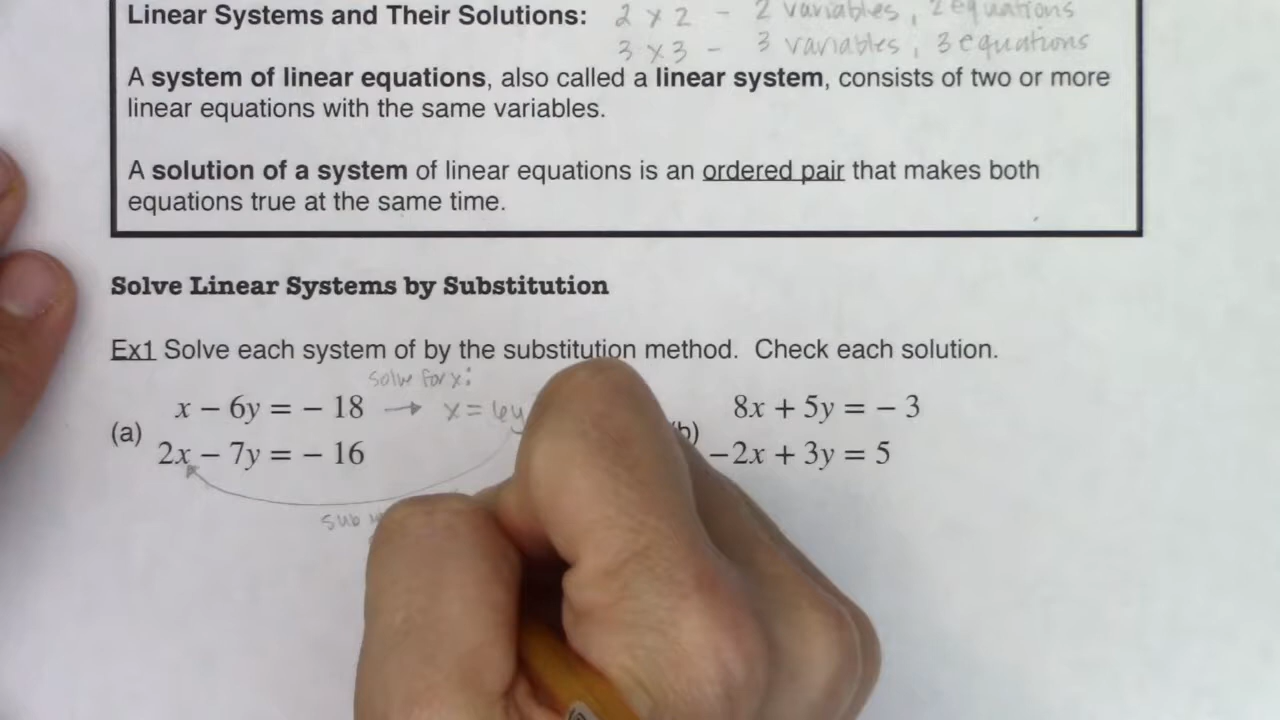 Linear Systems and Their Solutions: 2 x 2 - 2 variables, 2 equations
3 x 3 - 3 variables, 3 equations
A system of linear equations, also called a linear system, consists of two or more
linear equations with the same variables.
A solution of a system of linear equations is an ordered pair that makes both
equations true at the same time.
Solve Linear Systems by Substitution
Ex1 Solve each system of by the substitution method. Check each solution.
solve for x:
(a) x − 6y = − 18 → x = 6y
2x − 7y = − 16
sub
b) 8x + 5y = − 3
−2x + 3y = 5